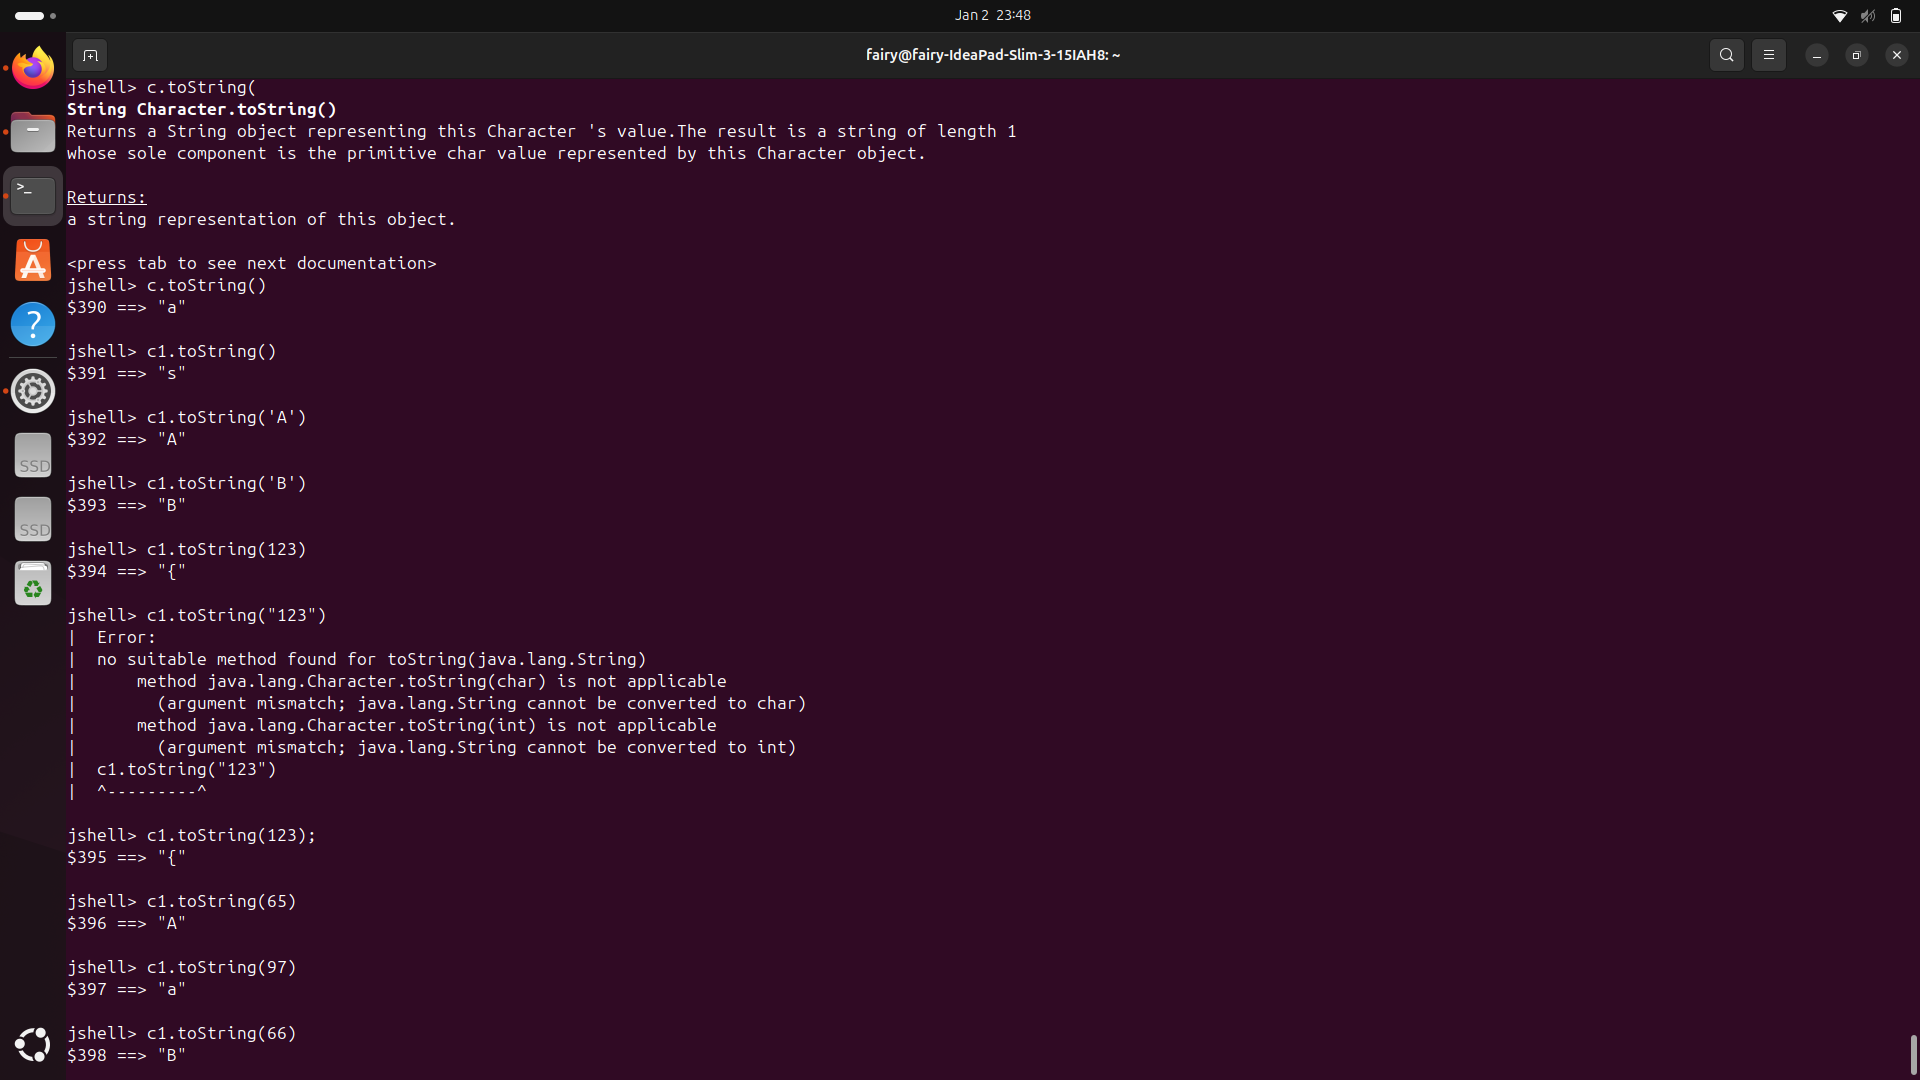 Jan 2 23:48
fairy@fairy-IdeaPad-Slim-3-15IAH8: ~
jshell> c.toString(
String Character.toString()
Returns a String object representing this Character 's value.The result is a string of length 1
whose sole component is the primitive char value represented by this Character object.
Returns:
a string representation of this object.
<press tab to see next documentation>
jshell> c.toString()
$390 ==> "a"
jshell> c1.toString()
$391 ==> "s"
jshell> c1.toString('A')
$392 ==> "A"
jshell> c1.toString('B')
$393 ==> "B"
jshell> c1.toString(123)
$394 ==> "{"
jshell> c1.toString("123")
|  Error:
|  no suitable method found for toString(java.lang.String)
|      method java.lang.Character.toString(char) is not applicable
|        (argument mismatch; java.lang.String cannot be converted to char)
|      method java.lang.Character.toString(int) is not applicable
|        (argument mismatch; java.lang.String cannot be converted to int)
|  c1.toString("123")
|  ^---------^
jshell> c1.toString(123);
$395 ==> "{"
jshell> c1.toString(65)
$396 ==> "A"
jshell> c1.toString(97)
$397 ==> "a"
jshell> c1.toString(66)
$398 ==> "B"
>_
A
?
SSD
SSD